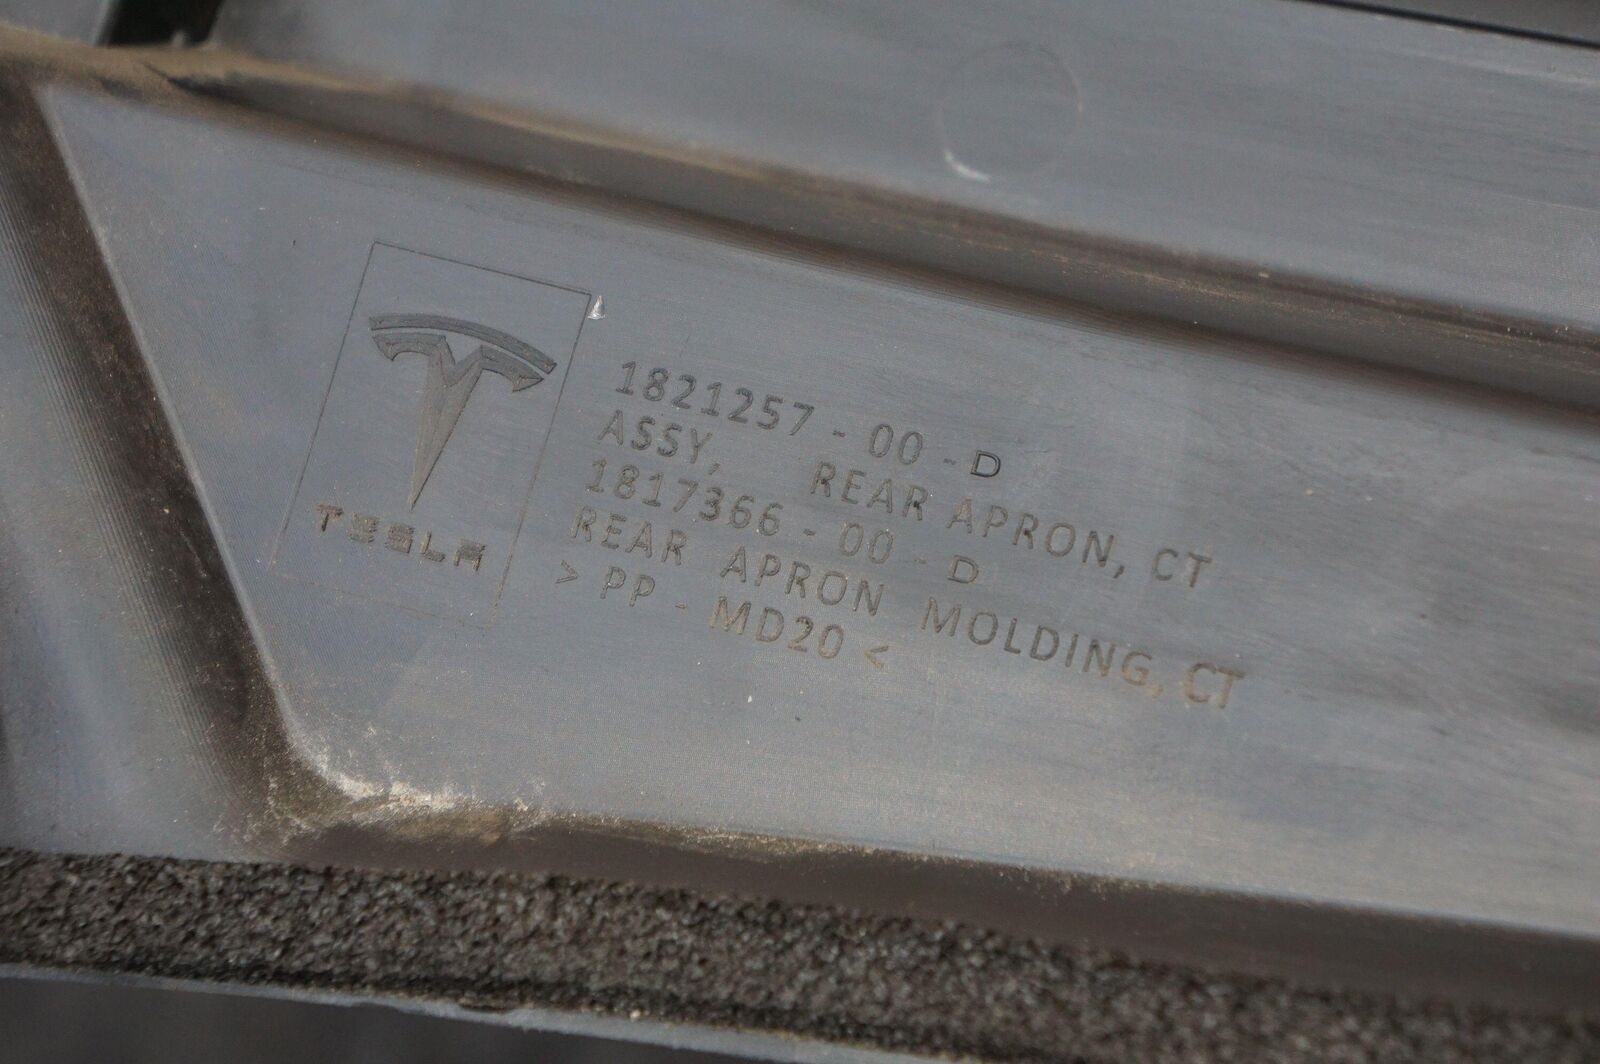 TESLA
1821257-00-D
ASSY, REAR APRON, CT
1817366-00-D
REAR APRON MOLDING, CT
> PP - MD20 <